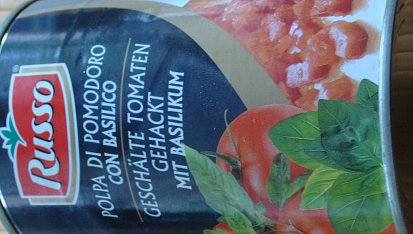 Russo
POLPA DI POMODORO
CON BASILICO
GESCHÄLTE TOMATEN
GEHACKT
MIT BASILIKUM